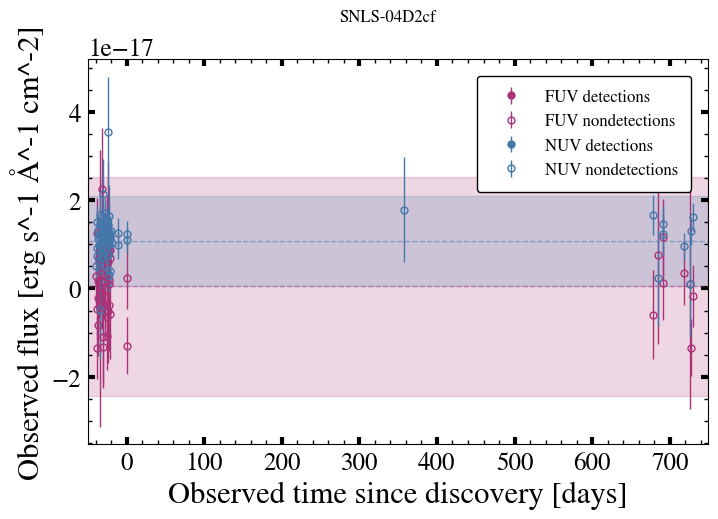 SNLS-04D2cf
1e−17
Observed flux [erg s^-1 Å^-1 cm^-2]
4
2
0
−2
FUV detections
FUV nondetections
NUV detections
NUV nondetections
0 100 200 300 400 500 600 700
Observed time since discovery [days]